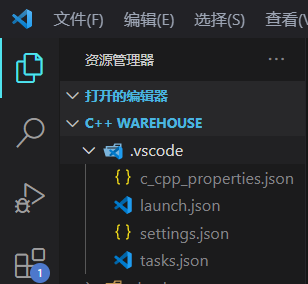 文件(F) 编辑(E) 选择(S) 查看(V
资源管理器 ···
打开的编辑器
C++ WAREHOUSE
.vscode
{} c_cpp_properties.json
launch.json
{} settings.json
tasks.json
1